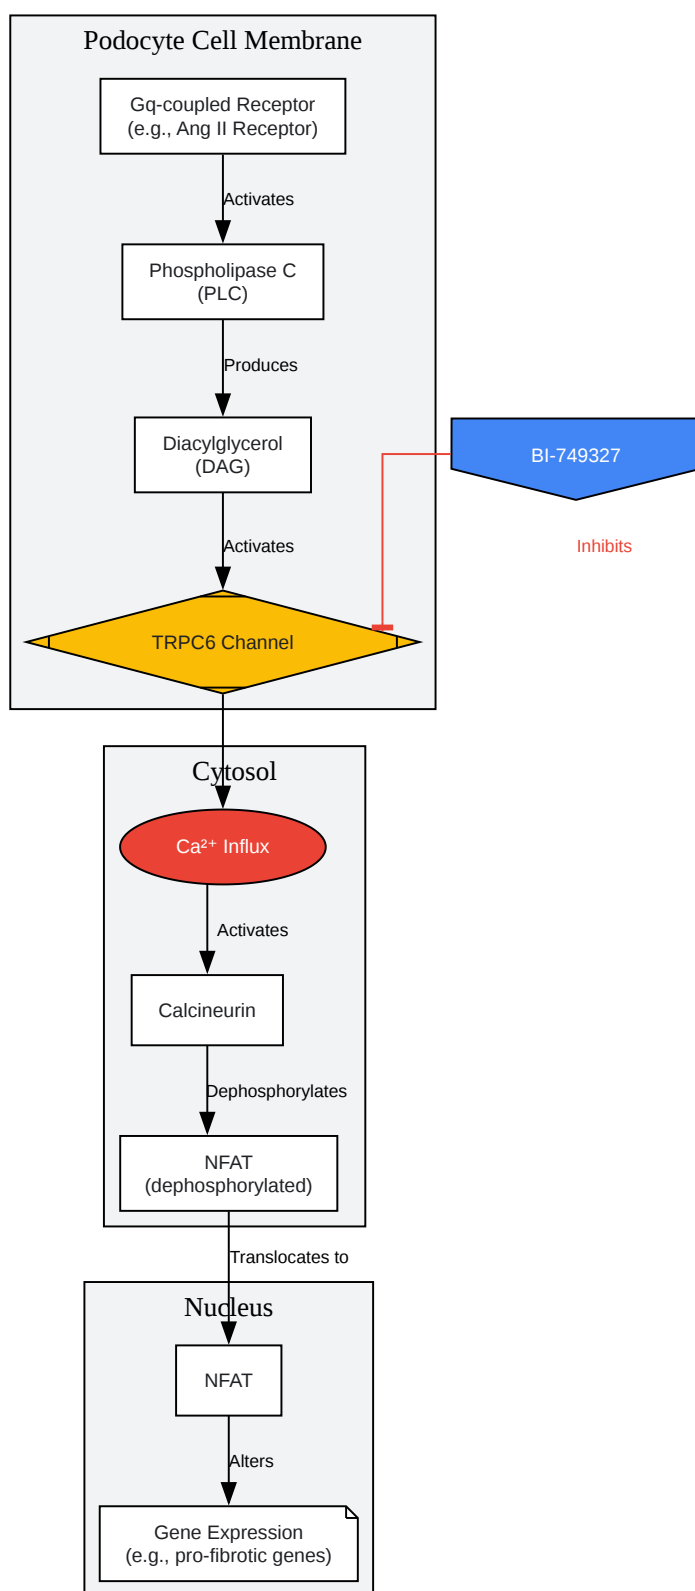 Podocyte Cell Membrane
Gq-coupled Receptor
(e.g., Ang II Receptor)
Activates
Phospholipase C
(PLC)
Produces
Diacylglycerol
(DAG)
BI-749327
Inhibits
Activates
TRPC6 Channel
Cytosol
Ca²⁺ Influx
Activates
Calcineurin
Dephosphorylates
NFAT
(dephosphorylated)
Translocates to
Nucleus
NFAT
Alters
Gene Expression
(e.g., pro-fibrotic genes)